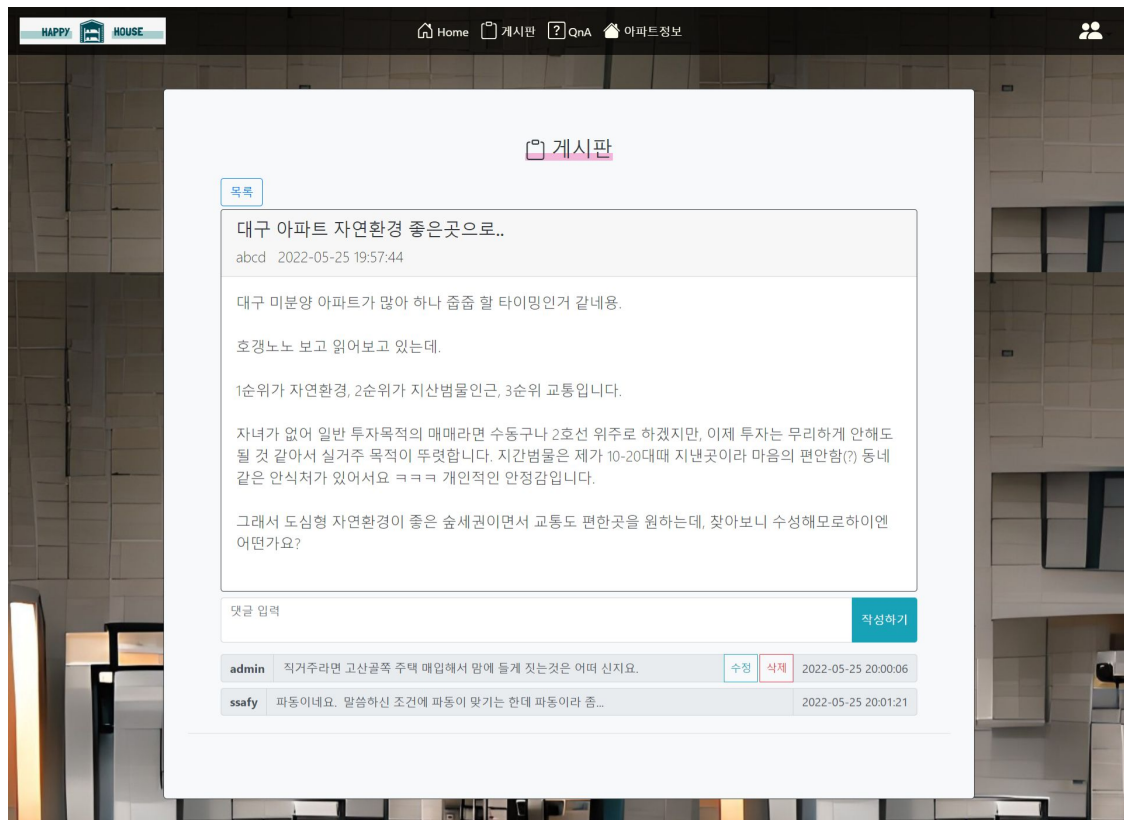 HAPPY HOUSE
Home 게시판 ? QnA 아파트정보
게시판
목록
대구 아파트 자연환경 좋은곳으로..
abcd 2022-05-25 19:57:44
대구 미분양 아파트가 많아 하나 줍줍 할 타이밍인거 같네용.
호갱노노 보고 읽어보고 있는데.
1순위가 자연환경, 2순위가 지산범물인근, 3순위 교통입니다.
자녀가 없어 일반 투자목적의 매매라면 수동구나 2호선 위주로 하겠지만, 이제 투자는 무리하게 안해도
될 것 같아서 실거주 목적이 뚜렷합니다. 지간범물은 제가 10-20대때 지낸곳이라 마음의 편안함(?) 동네
같은 안식처가 있어서요 ㅋㅋㅋ 개인적인 안정감입니다.
그래서 도심형 자연환경이 좋은 숲세권이면서 교통도 편한곳을 원하는데, 찾아보니 수성해모로하이엔
어떤가요?
댓글 입력
작성하기
admin 직거주라면 고산골쪽 주택 매입해서 맘에 들게 짓는것은 어떠 신지요. 수정 삭제 2022-05-25 20:00:06
ssafy 파동이네요. 말씀하신 조건에 파동이 맞기는 한데 파동이라 좀... 2022-05-25 20:01:21